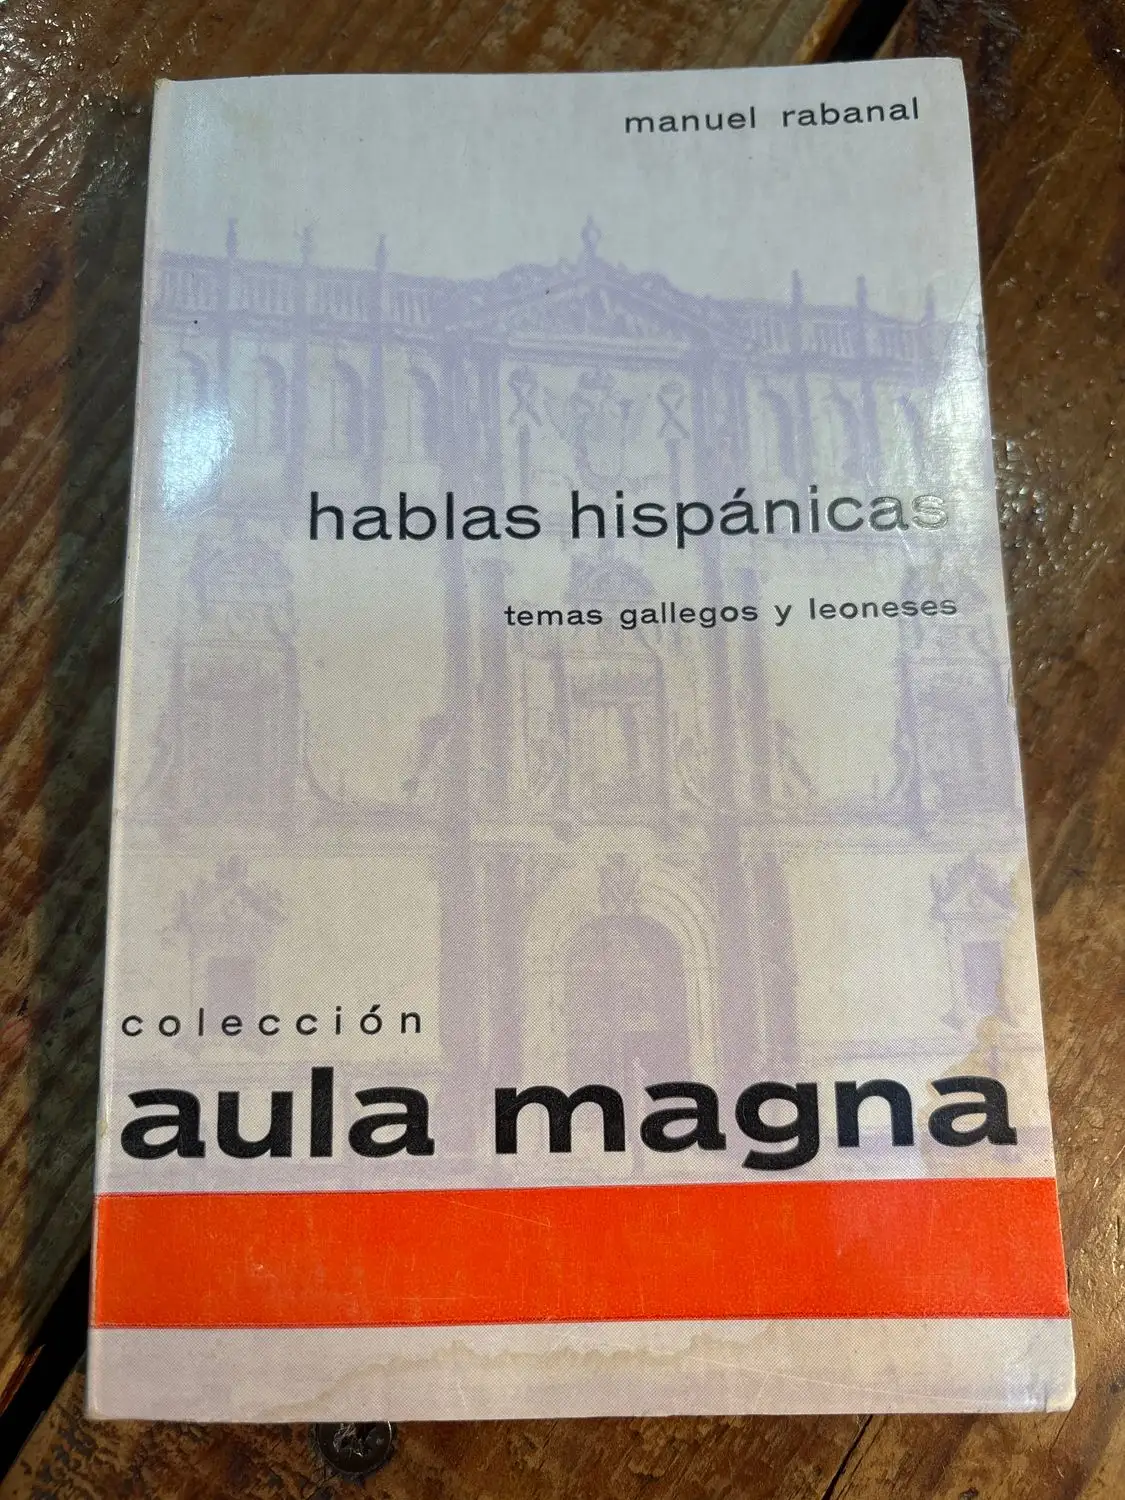 manuel rabanal
hablas hispánicas
temas gallegos y leoneses
colección
aula magna